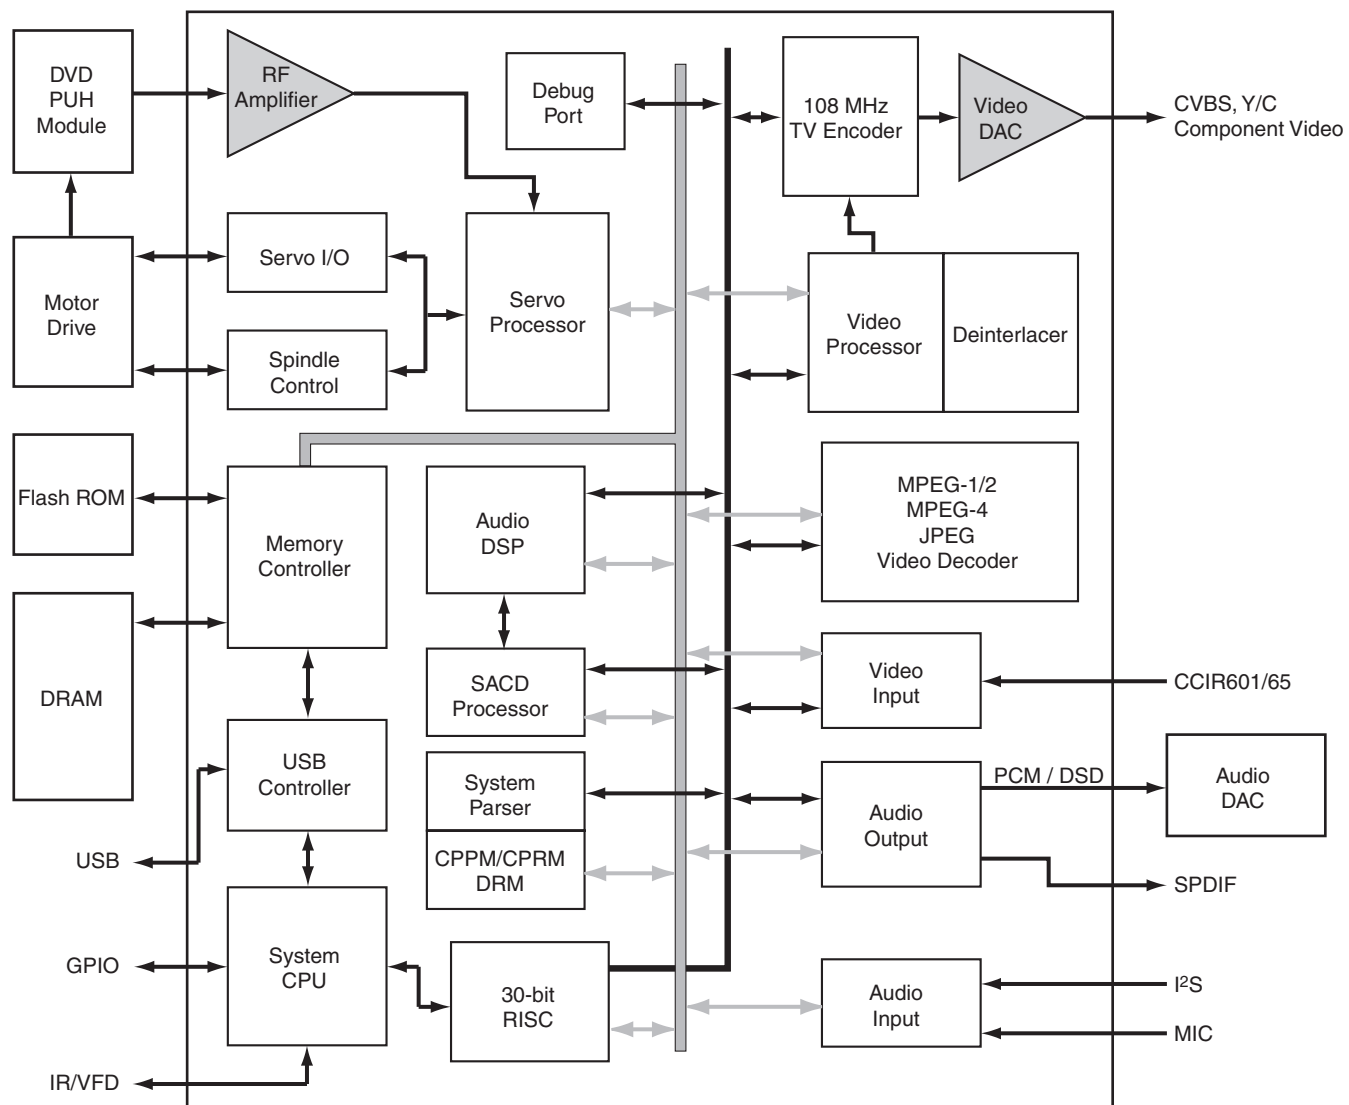 DVD
PUH
Module
RF
Amplifier
Debug
Port
108 MHz
TV Encoder
Video
DAC
CVBS, Y/C
Component Video
Motor
Drive
Servo I/O
Spindle
Control
Servo
Processor
Video
Processor
Deinterlacer
Flash ROM
Memory
Controller
Audio
DSP
MPEG-1/2
MPEG-4
JPEG
Video Decoder
DRAM
SACD
Processor
Video
Input
CCIR601/65
USB
Controller
System
Parser
CPPM/CPRM
DRM
Audio
Output
PCM / DSD
Audio
DAC
USB
SPDIF
GPIO
System
CPU
30-bit
RISC
Audio
Input
I²S
MIC
IR/VFD